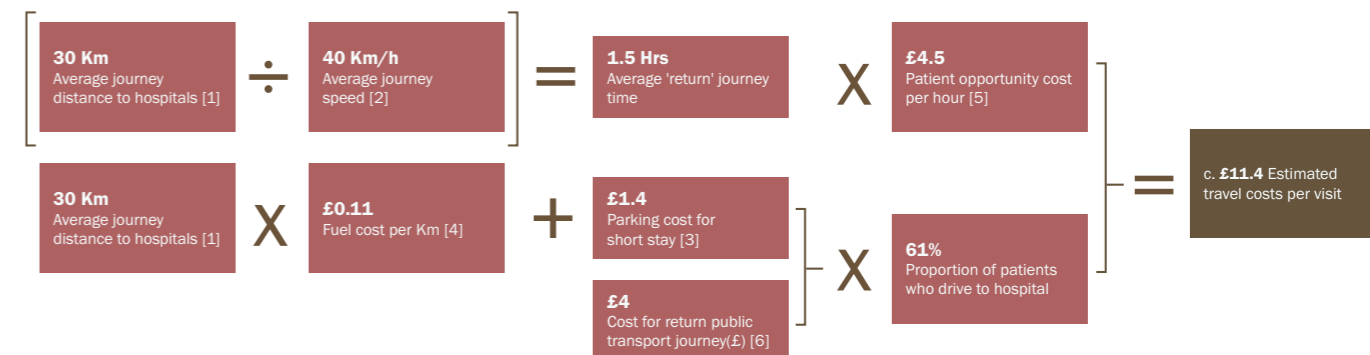 30 Km
Average journey
distance to hospitals [1]
÷
40 Km/h
Average journey
speed [2]
=
1.5 Hrs
Average 'return' journey
time
X
£4.5
Patient opportunity cost
per hour [5]
30 Km
Average journey
distance to hospitals [1]
X
£0.11
Fuel cost per Km [4]
+
£1.4
Parking cost for
short stay [3]
£4
Cost for return public
transport journey(£) [6]
X
61%
Proportion of patients
who drive to hospital
=
c. £11.4 Estimated
travel costs per visit